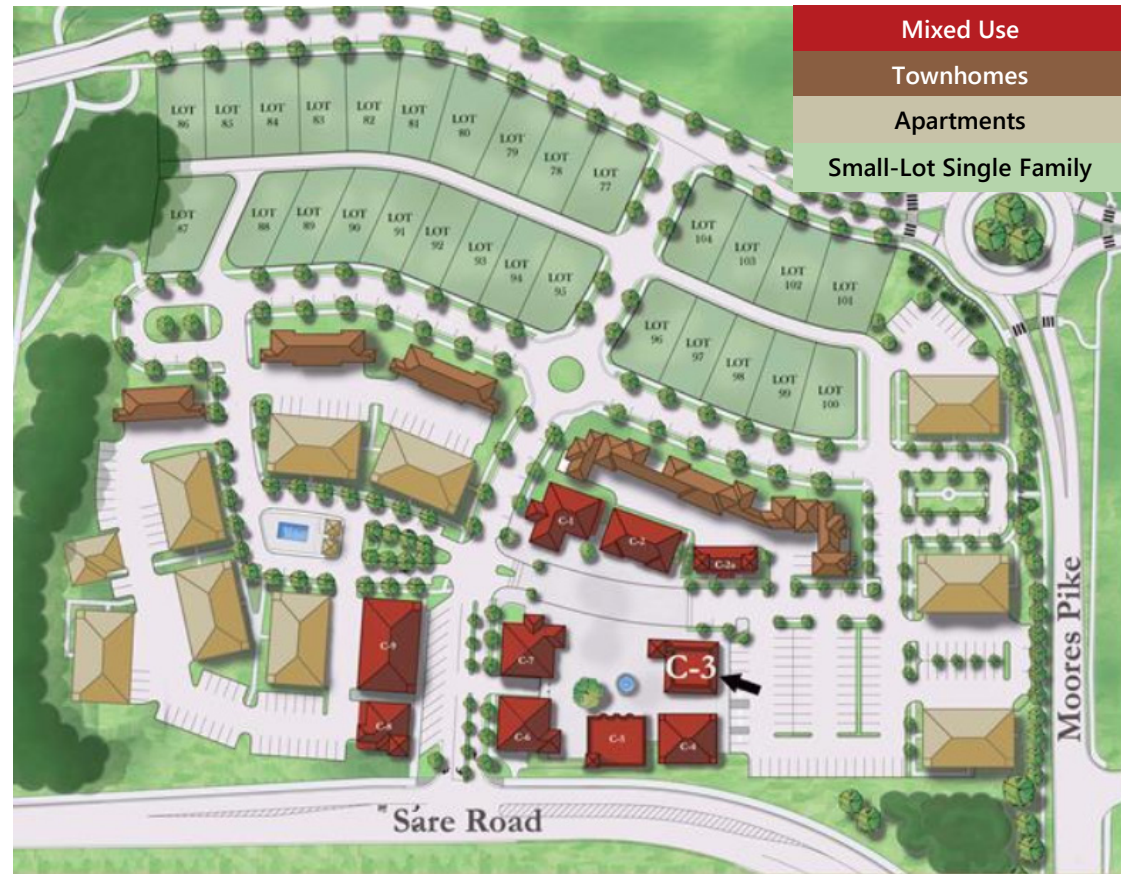 Mixed Use
Townhomes
Apartments
Small-Lot Single Family
LOT
86
LOT
85
LOT
84
LOT
83
LOT
82
LOT
81
LOT
80
LOT
79
LOT
78
LOT
77
LOT
87
LOT
88
LOT
89
LOT
90
LOT
91
LOT
92
LOT
93
LOT
94
LOT
95
LOT
104
LOT
103
LOT
102
LOT
101
LOT
96
LOT
97
LOT
98
LOT
99
LOT
100
C-1
C-2
C-2a
C-9
C-7
C-3
C-8
C-6
C-5
C-4
Moores Pike
Sare Road